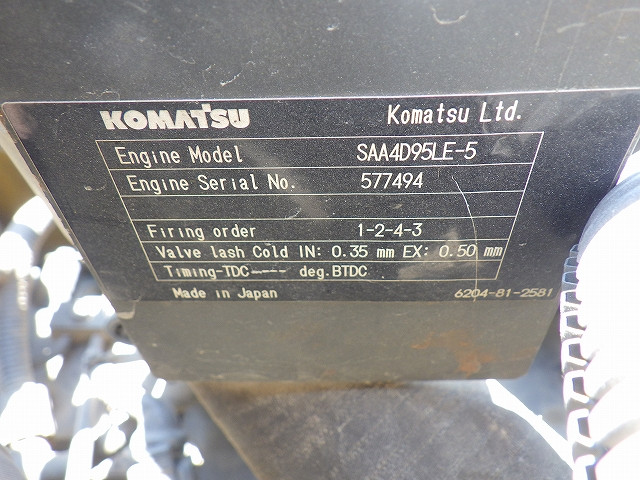 KOMATSU Komatsu Ltd.
Engine Model SAA4D95LE-5
Engine Serial No. 577494
Firing order 1-2-4-3
Valve lash Cold IN: 0.35 mm EX: 0.50 mm
Timing-TDC---- deg.BTDC
Made in Japan 6204-81-2581